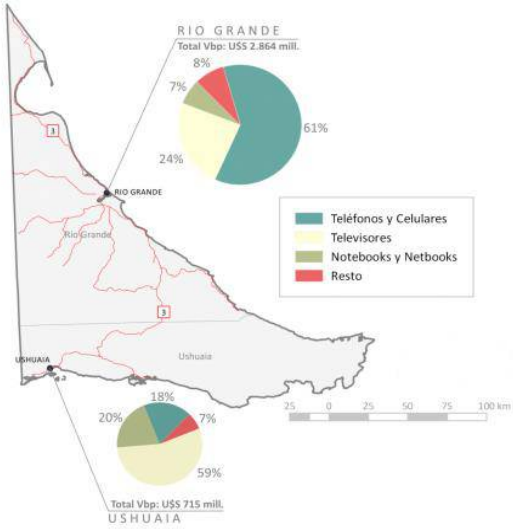 RIO GRANDE
Total Vbp: U$S 2.864 mill.
8%
7%
61%
24%
3
RIO GRANDE
Rio Grande
Teléfonos y Celulares
Televisores
Notebooks y Netbooks
Resto
3
USHUAIA
Ushuaia
18%
20%
7%
59%
25 0 25 50 75 100 km
Total Vbp: U$S 715 mill.
USHUAIA